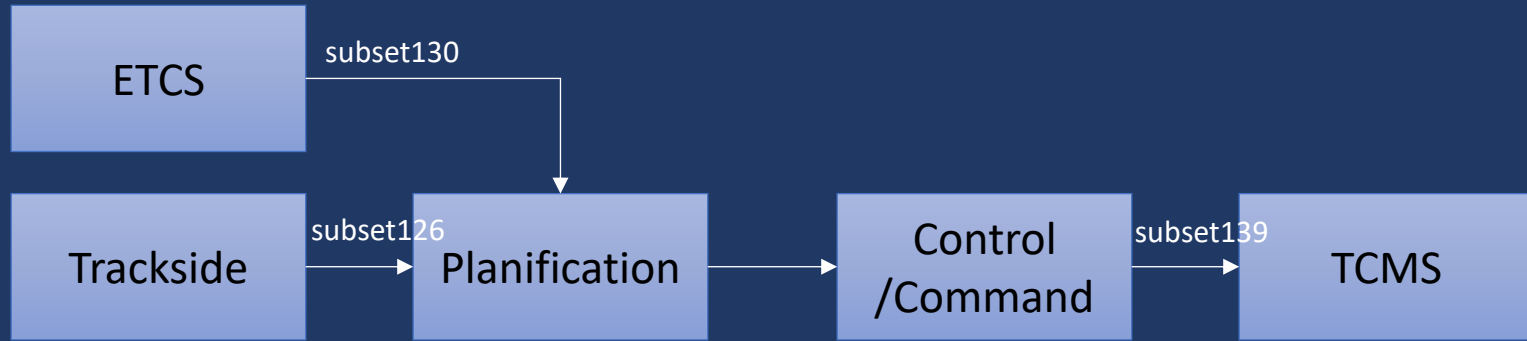 ETCS
subset130
Trackside
subset126
Planification
Control
/Command
subset139
TCMS